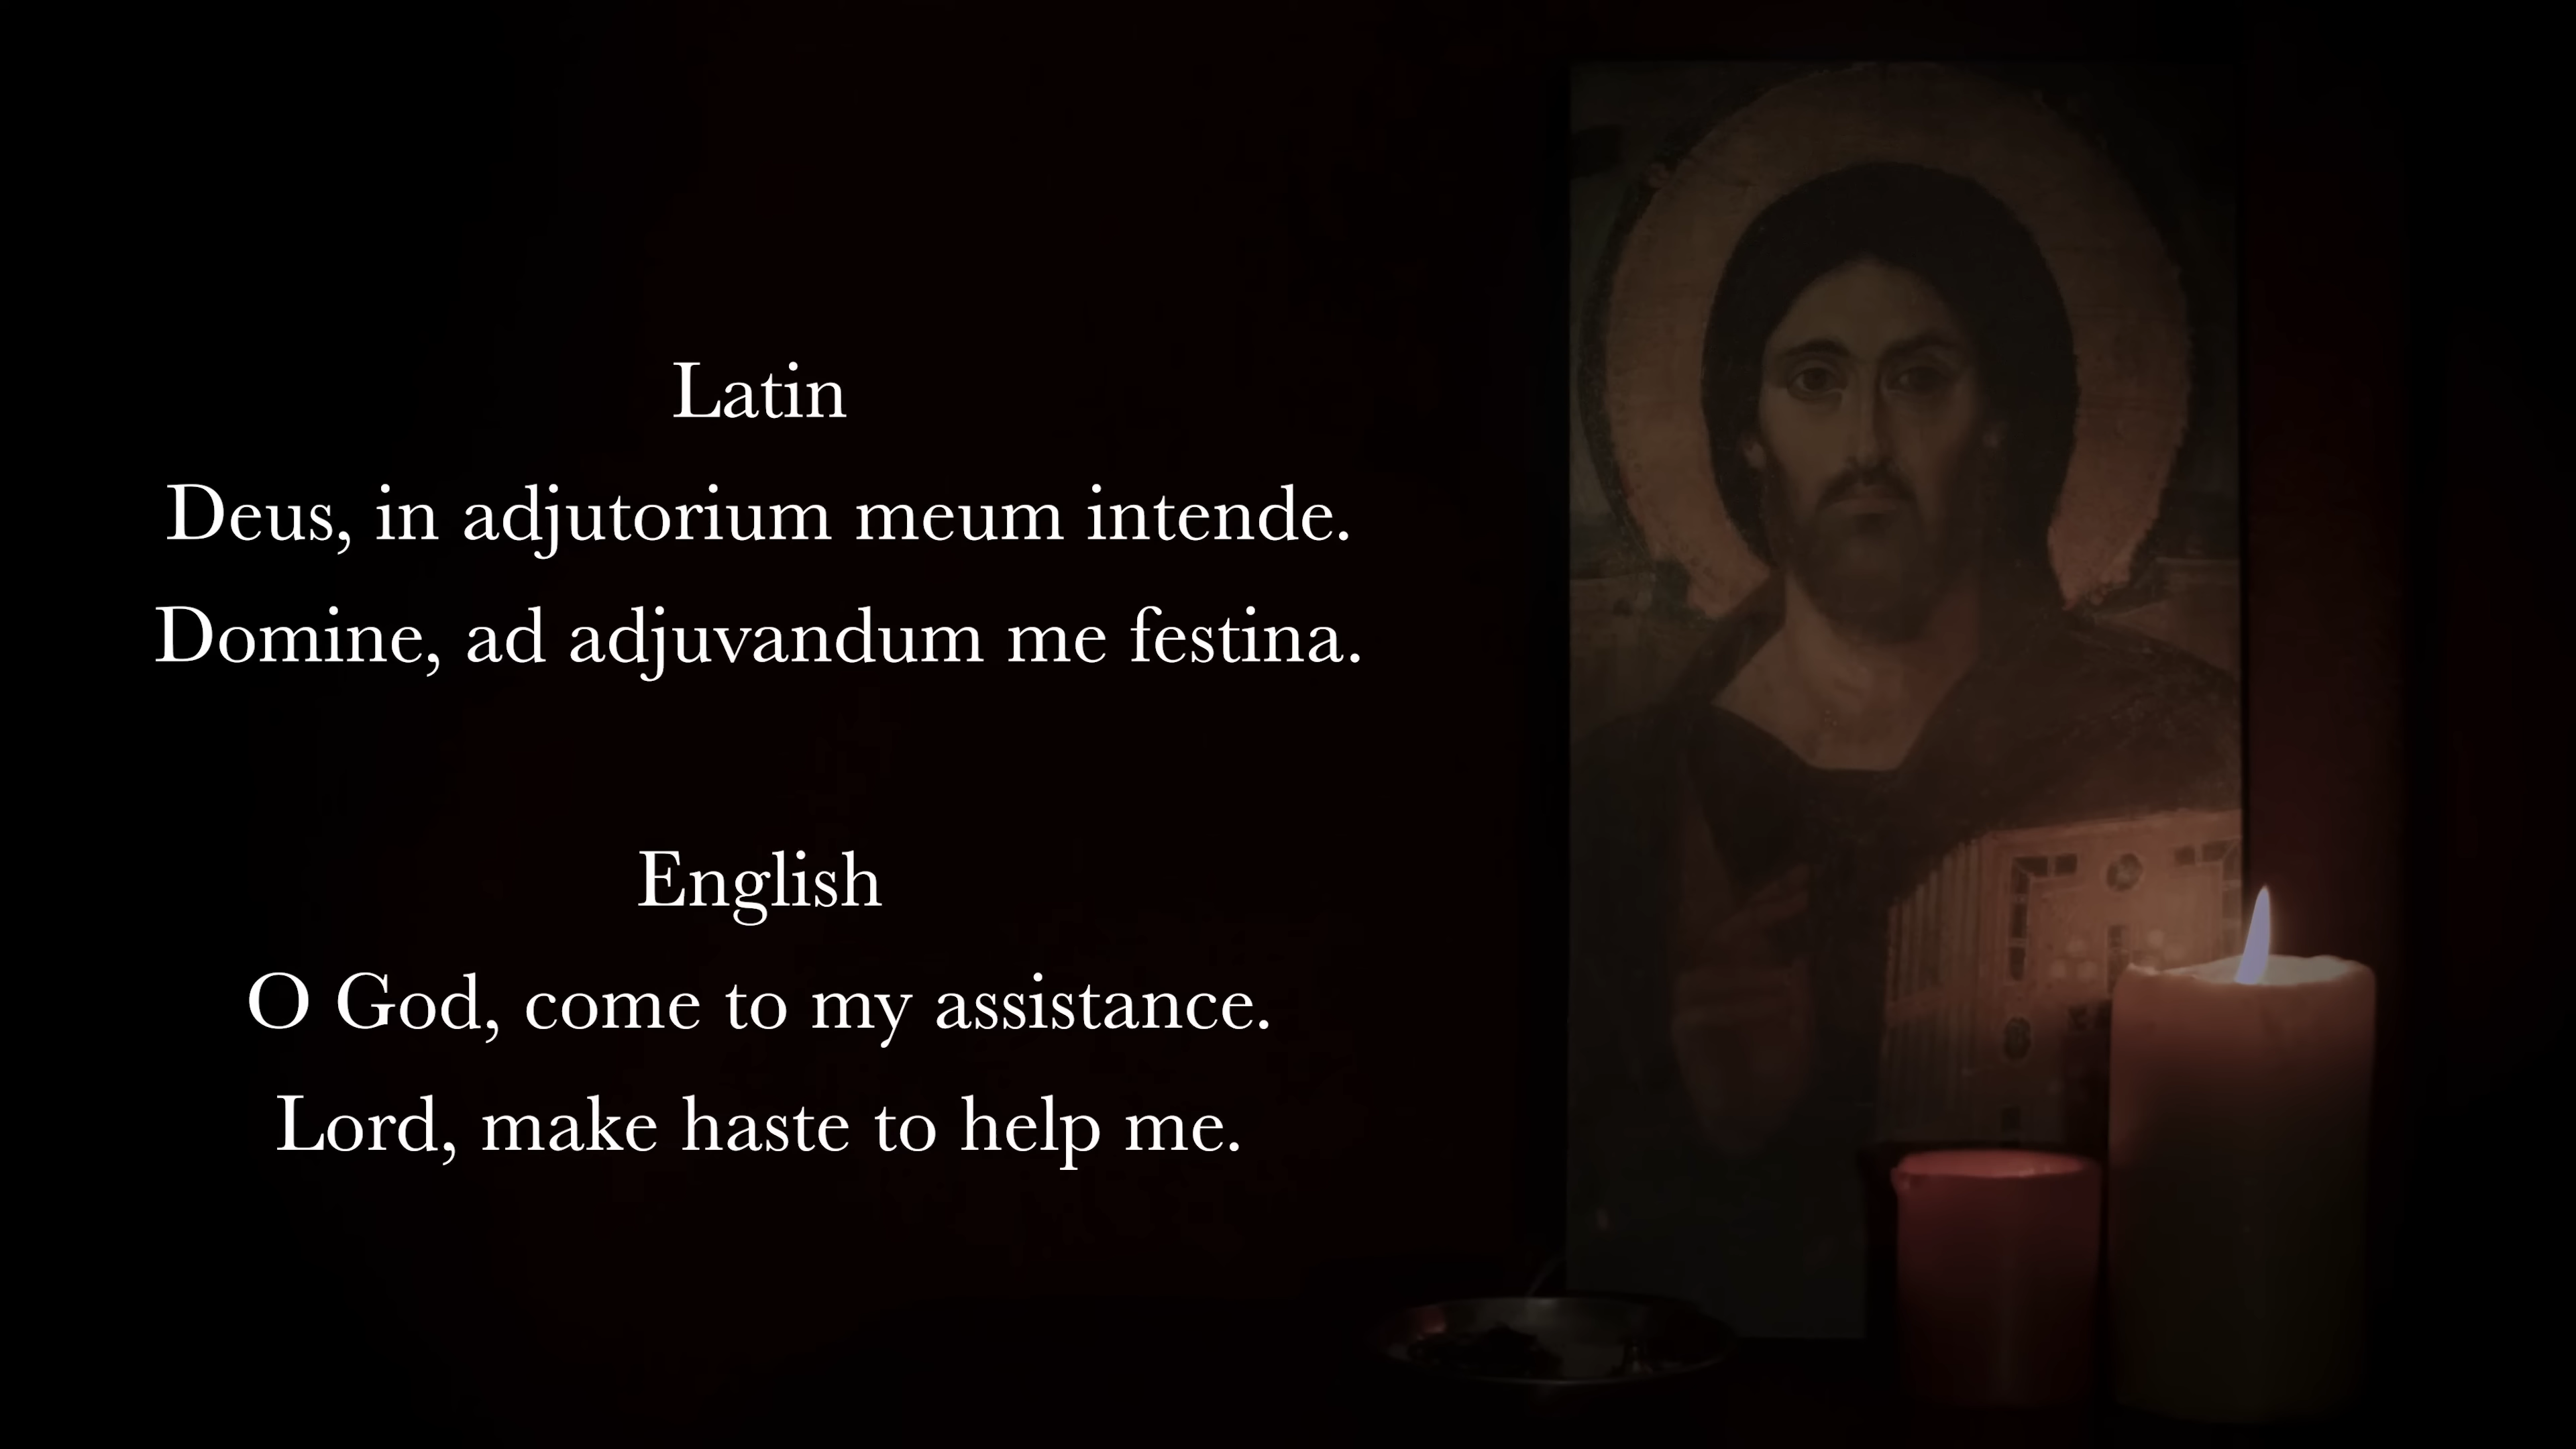 Latin
Deus, in adjutorium meum intende.
Domine, ad adjuvandum me festina.
English
O God, come to my assistance.
Lord, make haste to help me.